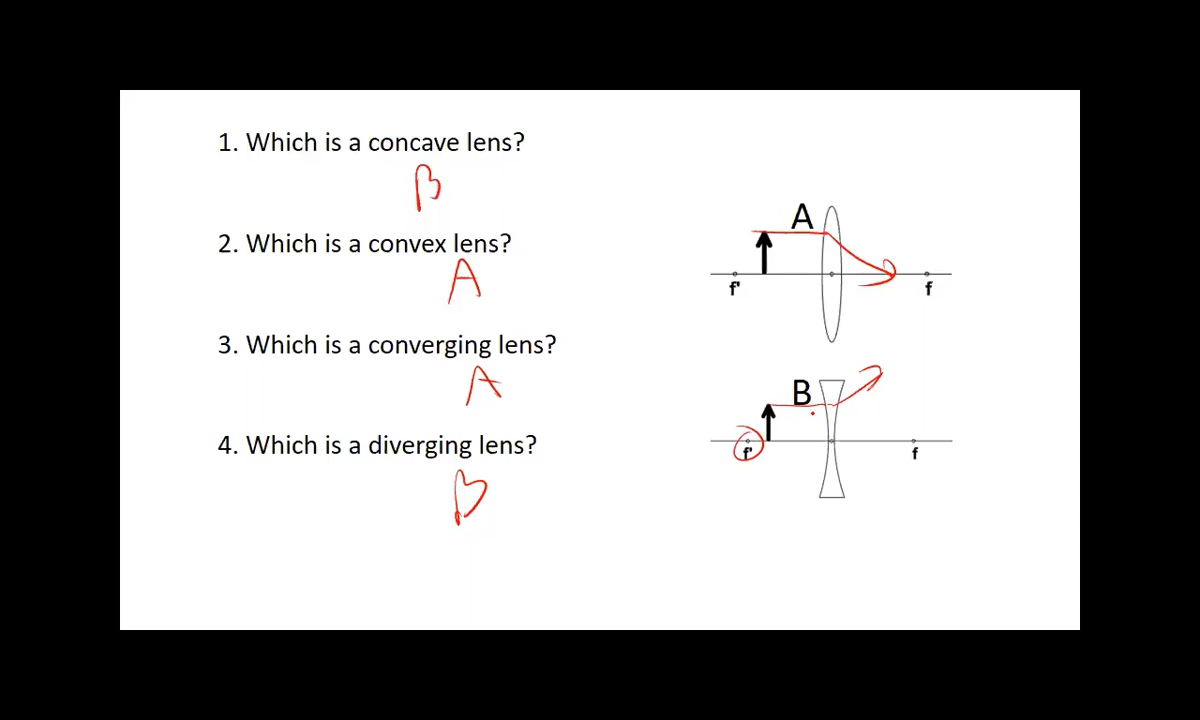 1. Which is a concave lens?
B
2. Which is a convex lens?
A
3. Which is a converging lens?
A
4. Which is a diverging lens?
B
A
f' f
B
f' f